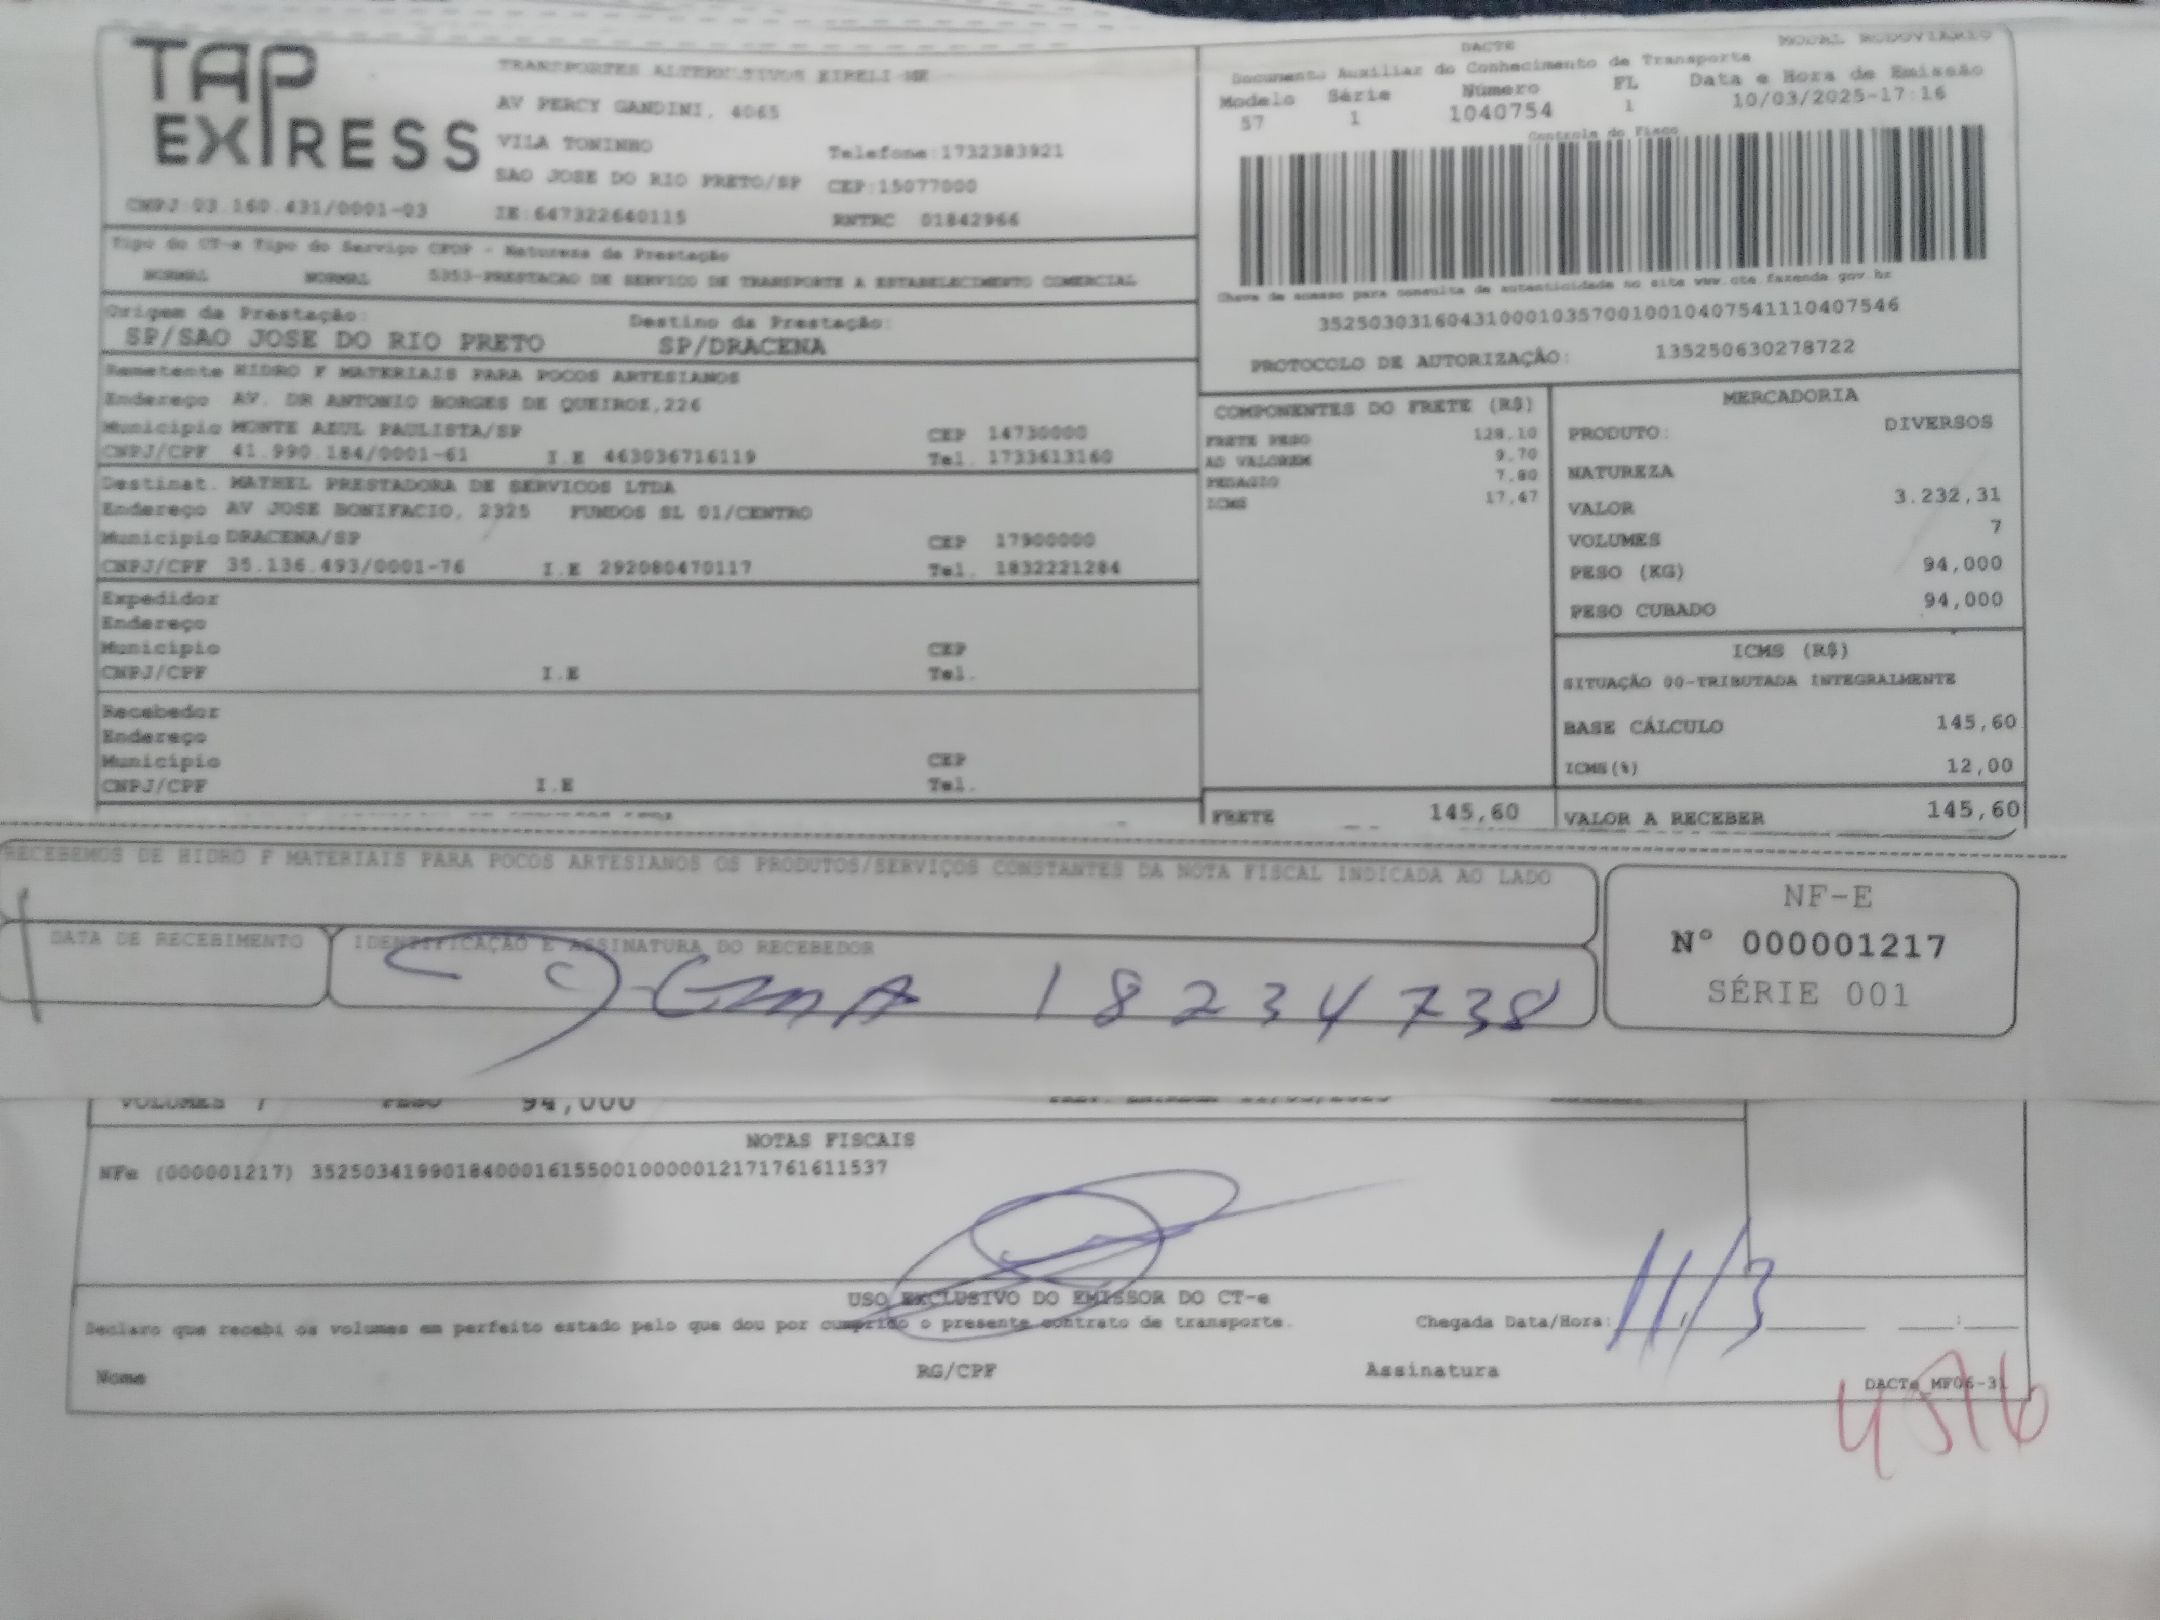 TAP EXPRESS
TRANSPORTES ALTERNATIVOS EIRELI ME
AV PERCY GANDINI, 4065
VILA TONINHO Telefone:1732383921
SAO JOSE DO RIO PRETO/SP CEP:15077000
CNPJ:03.160.431/0001-03 IE:647322640115 RNTRC 01842966
DACTE MODAL RODOVIARIO
Documento Auxiliar do Conhecimento de Transporte
Modelo Série Número FL Data e Hora de Emissão
57 1 1040754 1 10/03/2025-17:16
Controle do Fisco
Chave de acesso para consulta de autenticidade no site www.cte.fazenda.gov.br
35250303160431000103570010010407541110407546
PROTOCOLO DE AUTORIZAÇÃO: 135250630278722
Tipo do CT-e Tipo do Serviço CFOP - Natureza da Prestação
NORMAL NORMAL 5353-PRESTACAO DE SERVICO DE TRANSPORTE A ESTABELECIMENTO COMERCIAL
Origem da Prestação: Destino da Prestação:
SP/SAO JOSE DO RIO PRETO SP/DRACENA
Remetente HIDRO F MATERIAIS PARA POCOS ARTESIANOS
Endereço AV. DR ANTONIO BORGES DE QUEIROZ,226
Município MONTE AZUL PAULISTA/SP CEP 14730000
CNPJ/CPF 41.990.184/0001-61 I.E 463036716119 Tel. 1733613160
Destinat. MATHEL PRESTADORA DE SERVICOS LTDA
Endereço AV JOSE BONIFACIO, 2325 FUNDOS SL 01/CENTRO
Município DRACENA/SP CEP 17900000
CNPJ/CPF 35.136.493/0001-76 I.E 292080470117 Tel. 1832221284
Expedidor
Endereço
Município CEP
CNPJ/CPF I.E Tel.
Recebedor
Endereço
Município CEP
CNPJ/CPF I.E Tel.
COMPONENTES DO FRETE (R$)
FRETE PESO 128,10
AD VALOREM 9,70
PEDAGIO 7,80
ICMS 17,47
FRETE 145,60
MERCADORIA
PRODUTO: DIVERSOS
NATUREZA
VALOR 3.232,31
VOLUMES 7
PESO (KG) 94,000
PESO CUBADO 94,000
ICMS (R$)
SITUAÇÃO 00-TRIBUTADA INTEGRALMENTE
BASE CÁLCULO 145,60
ICMS(%) 12,00
VALOR A RECEBER 145,60
RECEBEMOS DE HIDRO F MATERIAIS PARA POCOS ARTESIANOS OS PRODUTOS/SERVIÇOS CONSTANTES DA NOTA FISCAL INDICADA AO LADO
DATA DE RECEBIMENTO IDENTIFICAÇÃO E ASSINATURA DO RECEBEDOR
18234738
NF-E
Nº 000001217
SÉRIE 001
VOLUMES 7 PESO 94,000
NOTAS FISCAIS
NFe (000001217) 35250341990184000161550010000012171761611537
USO EXCLUSIVO DO EMISSOR DO CT-e
Declaro que recebi os volumes em perfeito estado pelo que dou por cumprido o presente contrato de transporte. Chegada Data/Hora: 11/3
Nome RG/CPF Assinatura
DACTe_MF06-31